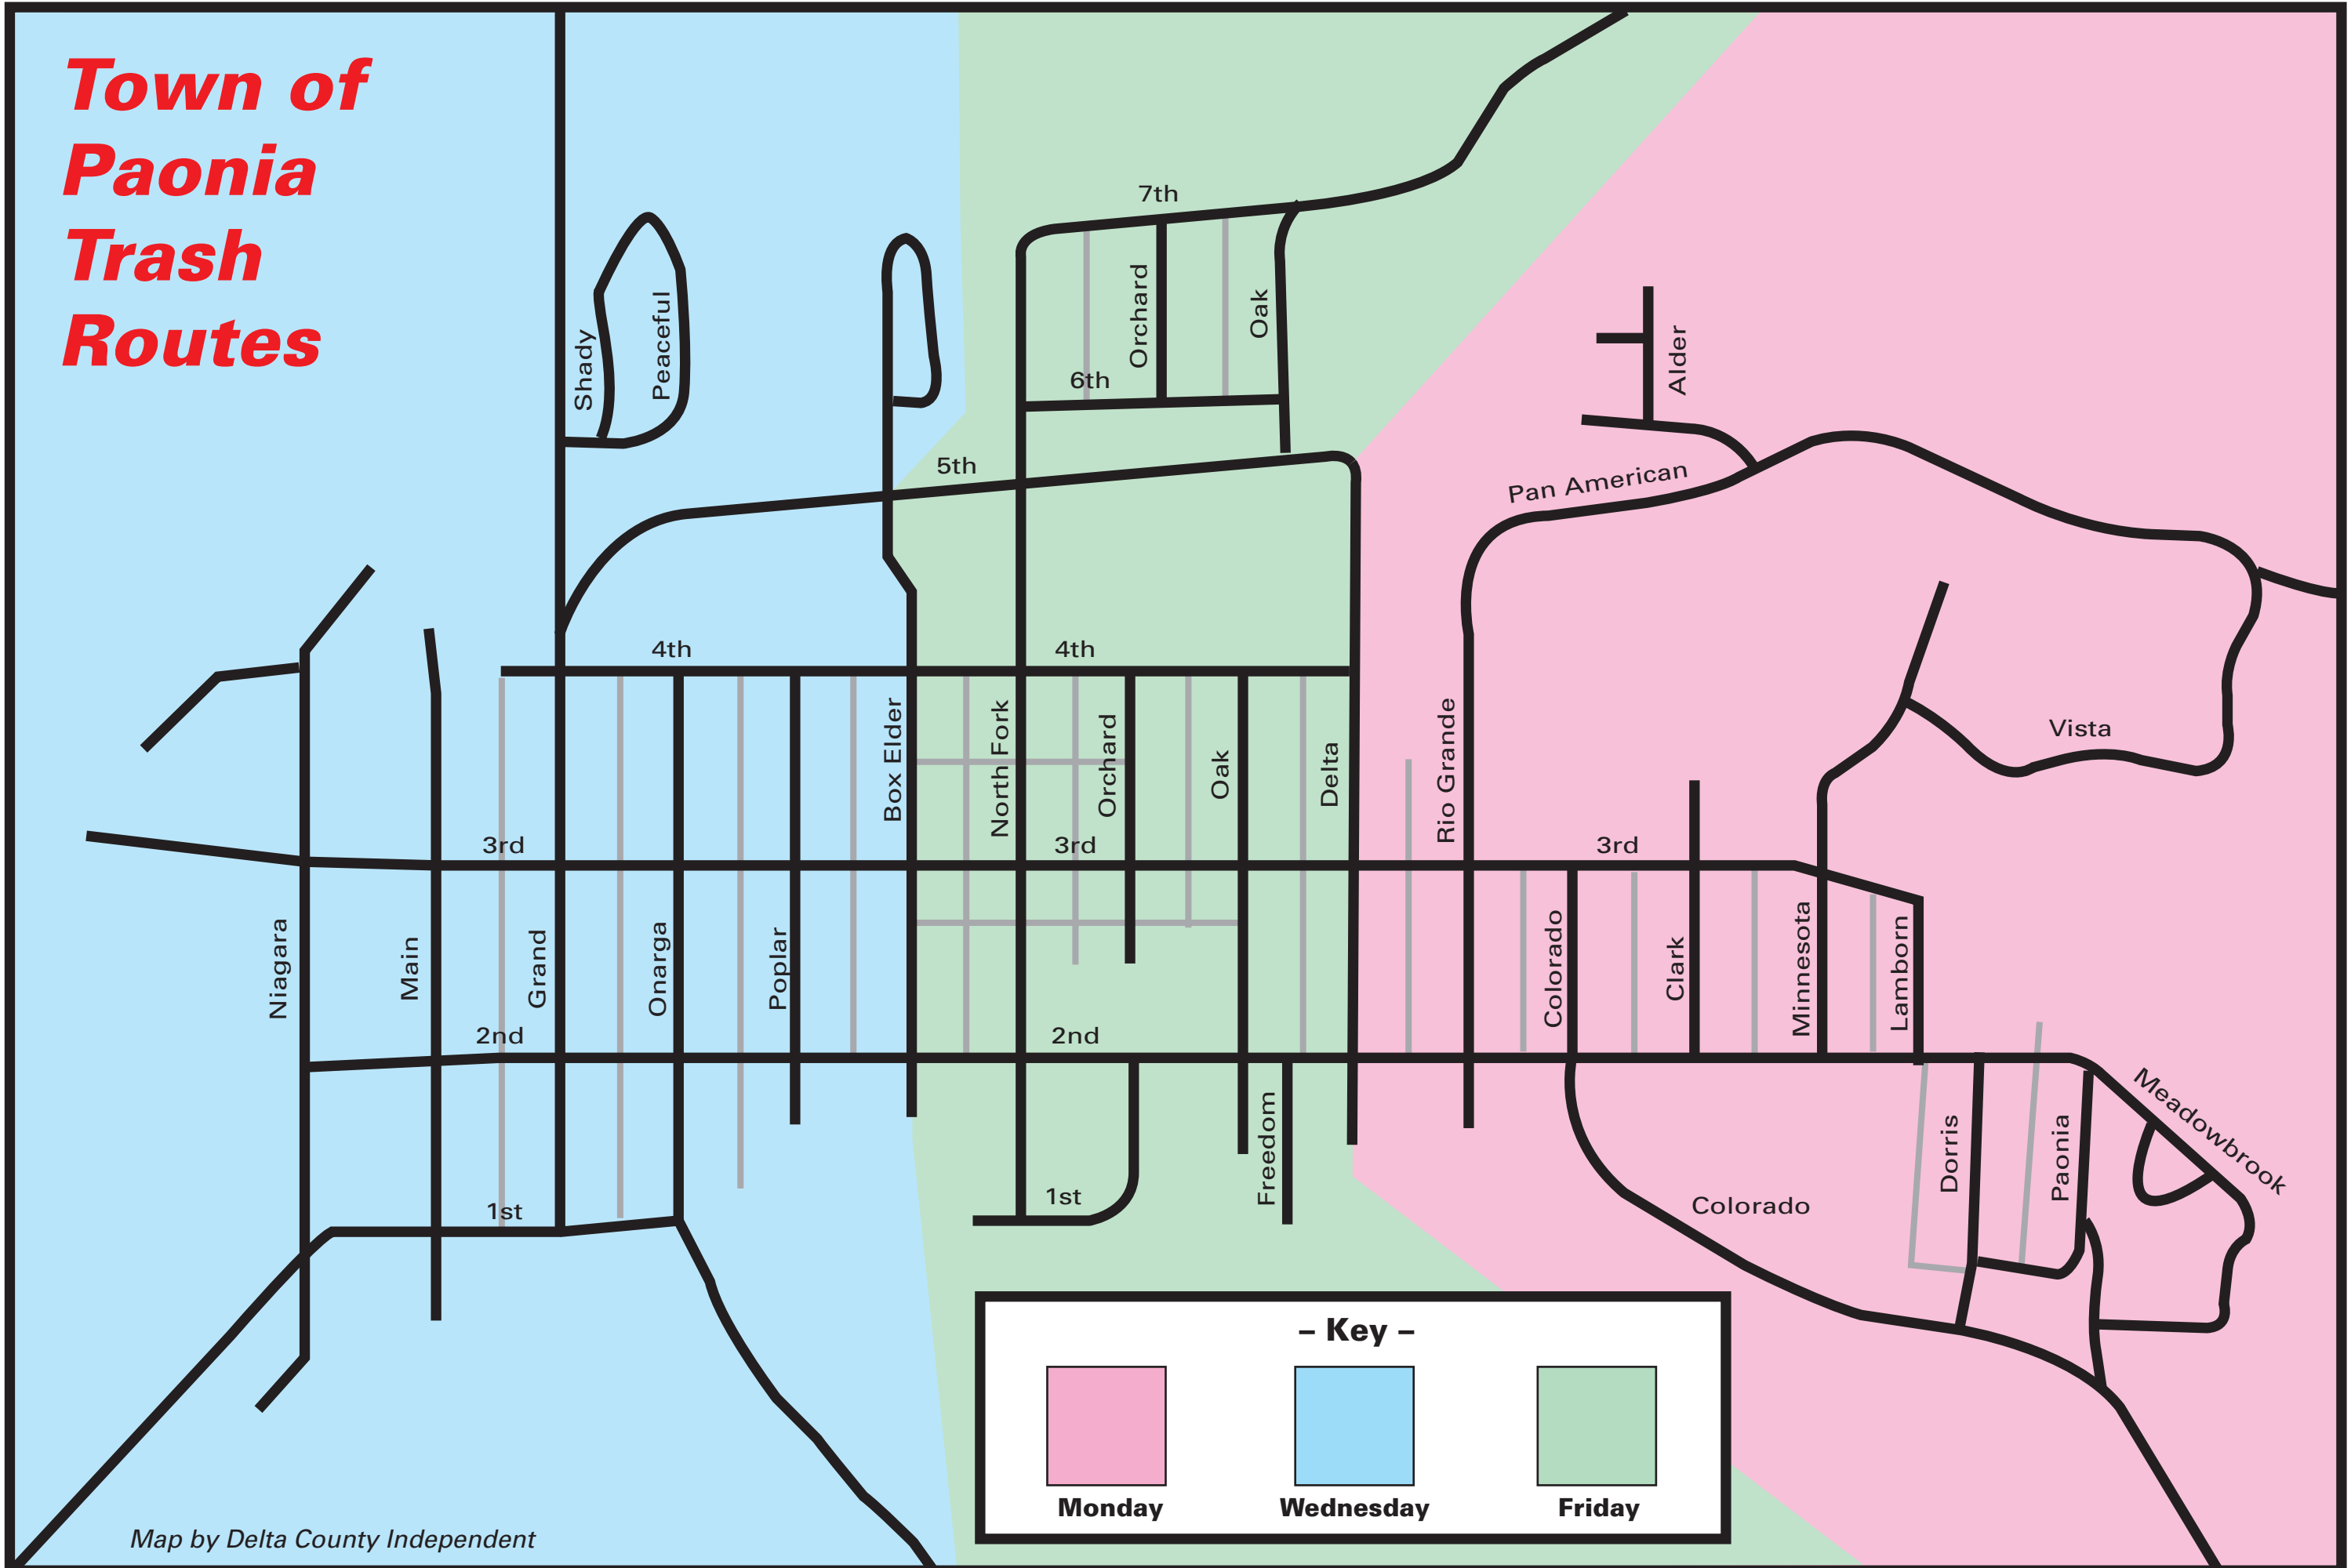 Town of
Paonia
Trash
Routes
7th
Orchard
Oak
6th
Shady
Peaceful
Alder
5th
Pan American
4th
4th
Box Elder
North Fork
Orchard
Oak
Delta
Rio Grande
Vista
3rd
3rd
3rd
Niagara
Main
Grand
Onarga
Poplar
Colorado
Clark
Minnesota
Lamborn
2nd
2nd
Freedom
Dorris
Paonia
Meadowbrook
1st
1st
Colorado
– Key –
Monday
Wednesday
Friday
Map by Delta County Independent